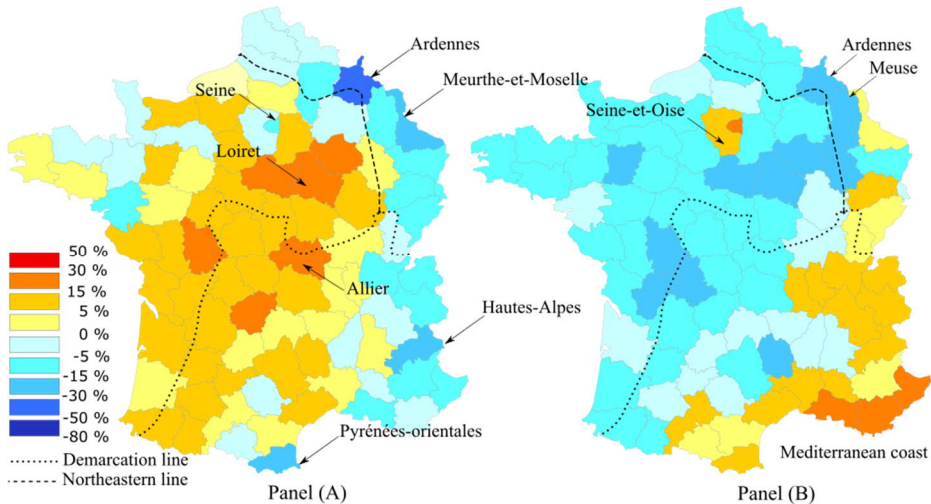 Ardennes
Meurthe-et-Moselle
Seine
Loiret
Allier
Hautes-Alpes
Pyrénées-orientales
50 %
30 %
15 %
5 %
0 %
-5 %
-15 %
-30 %
-50 %
-80 %
Demarcation line
Northeastern line
Panel (A)
Ardennes
Meuse
Seine-et-Oise
Mediterranean coast
Panel (B)